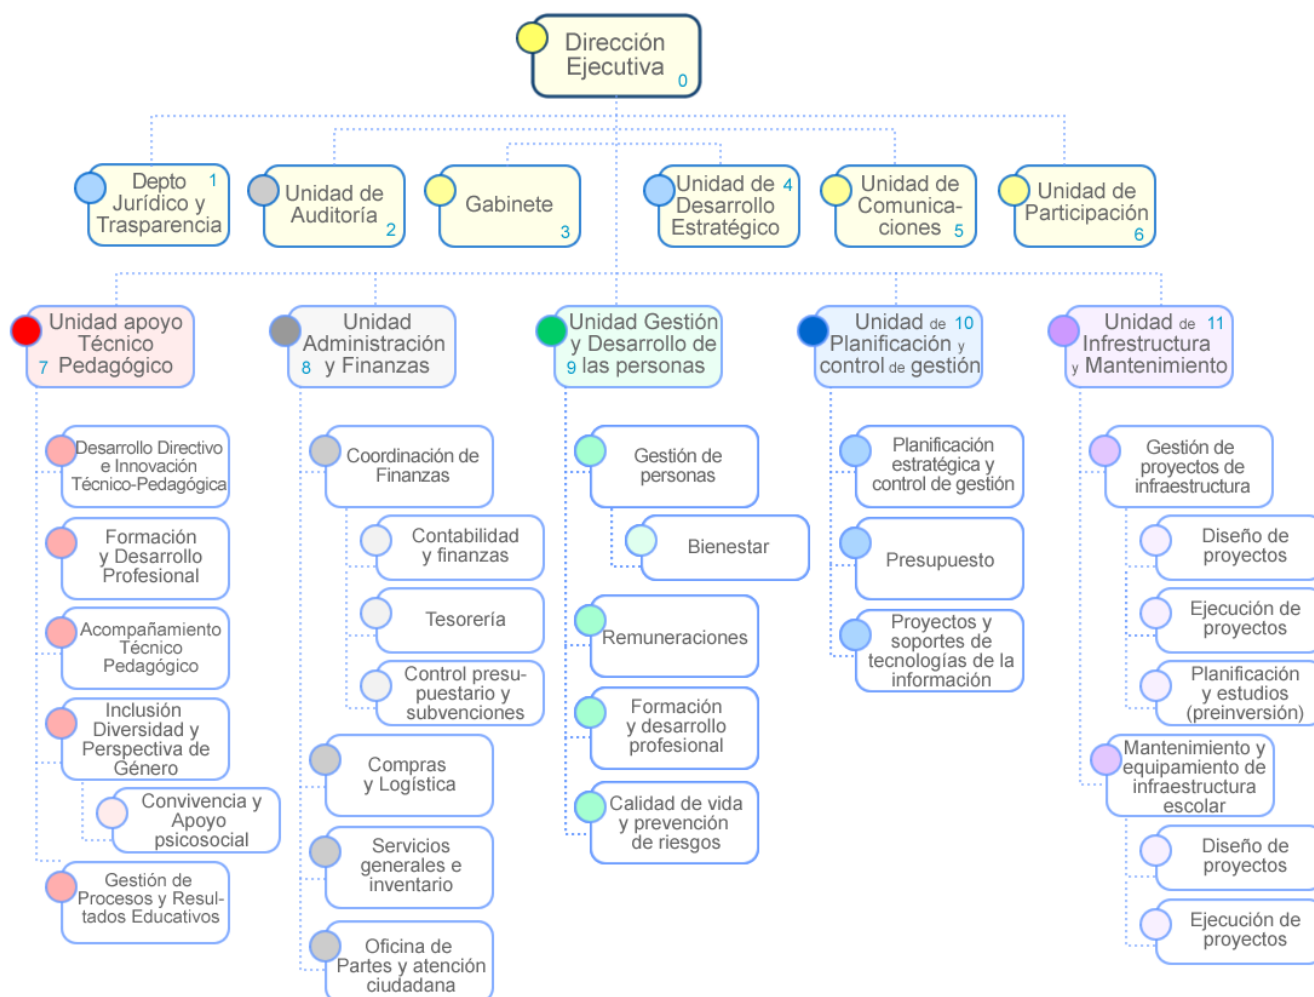 Dirección
Ejecutiva
0
Depto 1
Jurídico y
Trasparencia
Unidad de
Auditoría
2
Gabinete
3
Unidad de 4
Desarrollo
Estratégico
Unidad de
Comunica-
ciones 5
Unidad de
Participación
6
Unidad apoyo
Técnico
7 Pedagógico
Unidad
Administración
8 y Finanzas
Unidad Gestión
y Desarrollo de
9 las personas
Unidad de 10
Planificación y
control de gestión
Unidad de 11
Infrestructura
y Mantenimiento
Desarrollo Directivo
e Innovación
Técnico-Pedagógica
Formación
y Desarrollo
Profesional
Acompañamiento
Técnico
Pedagógico
Inclusión
Diversidad y
Perspectiva de
Género
Convivencia y
Apoyo
psicosocial
Gestión de
Procesos y Resul-
tados Educativos
Coordinación de
Finanzas
Contabilidad
y finanzas
Tesorería
Control presu-
puestario y
subvenciones
Compras
y Logística
Servicios
generales e
inventario
Oficina de
Partes y atención
ciudadana
Gestión de
personas
Bienestar
Remuneraciones
Formación
y desarrollo
profesional
Calidad de vida
y prevención
de riesgos
Planificación
estratégica y
control de gestión
Presupuesto
Proyectos y
soportes de
tecnologías de la
información
Gestión de
proyectos de
infraestructura
Diseño de
proyectos
Ejecución de
proyectos
Planificación
y estudios
(preinversión)
Mantenimiento y
equipamiento de
infraestructura
escolar
Diseño de
proyectos
Ejecución de
proyectos